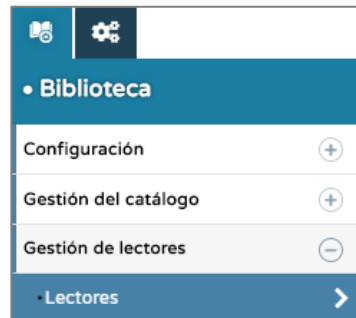 • Biblioteca
Configuración
Gestión del catálogo
Gestión de lectores
·Lectores